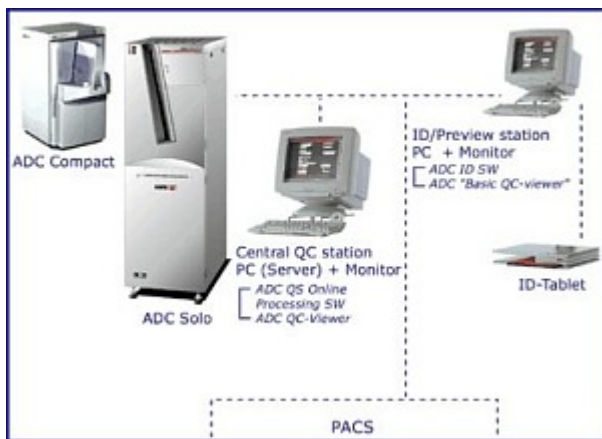 ADC Compact
ADC Solo
Central QC station
PC (Server) + Monitor
ADC QS Online
Processing SW
ADC QC-Viewer
ID/Preview station
PC + Monitor
ADC ID SW
ADC "Basic QC-viewer"
ID-Tablet
PACS